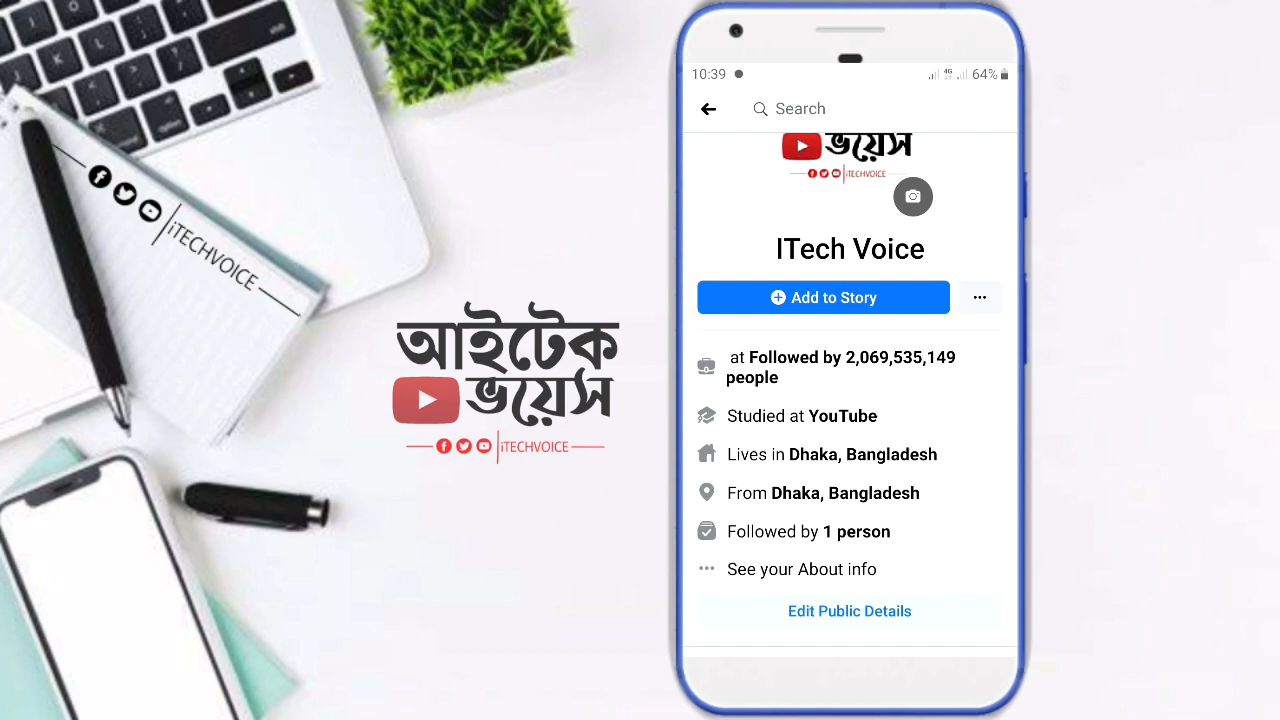 iTECHVOICE
আইটেক
ভয়েস
iTECHVOICE
10:39
4G
64%
Search
ভয়েস
iTECHVOICE
ITech Voice
Add to Story
at Followed by 2,069,535,149
people
Studied at YouTube
Lives in Dhaka, Bangladesh
From Dhaka, Bangladesh
Followed by 1 person
See your About info
Edit Public Details